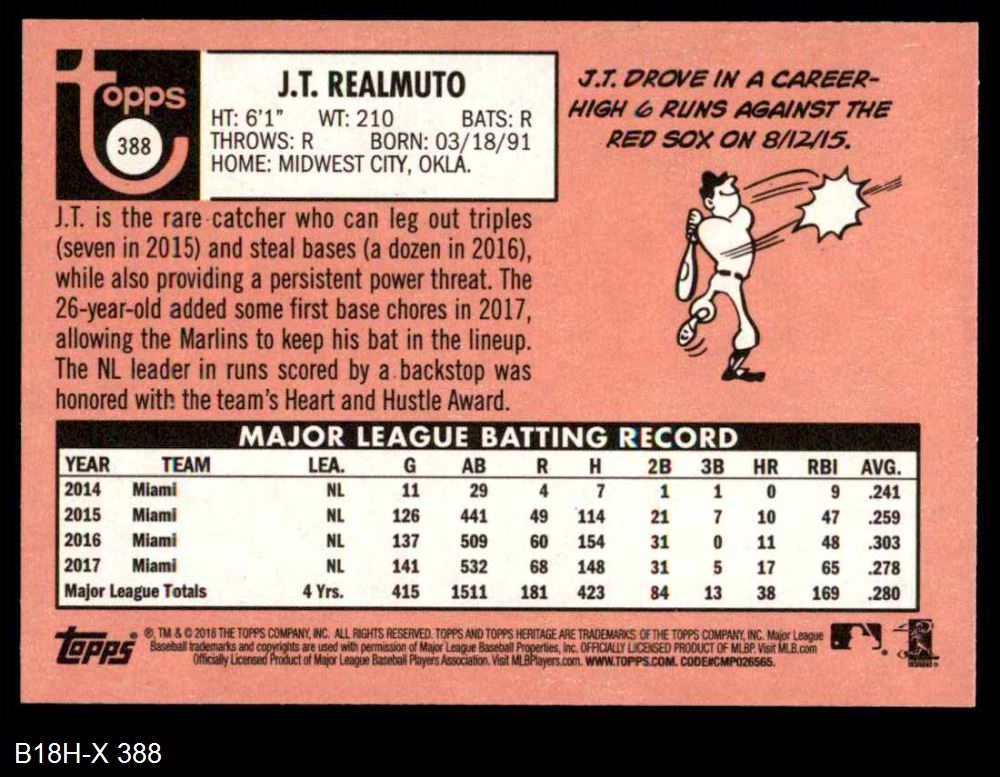 topps
388
J.T. REALMUTO
HT: 6'1" WT: 210 BATS: R
THROWS: R BORN: 03/18/91
HOME: MIDWEST CITY, OKLA.
J.T. DROVE IN A CAREER-
HIGH 6 RUNS AGAINST THE
RED SOX ON 8/12/15.
J.T. is the rare catcher who can leg out triples
(seven in 2015) and steal bases (a dozen in 2016),
while also providing a persistent power threat. The
26-year-old added some first base chores in 2017,
allowing the Marlins to keep his bat in the lineup.
The NL leader in runs scored by a backstop was
honored with the team's Heart and Hustle Award.
MAJOR LEAGUE BATTING RECORD
YEAR TEAM LEA. G AB R H 2B 3B HR RBI AVG.
2014 Miami NL 11 29 4 7 1 1 0 9 .241
2015 Miami NL 126 441 49 114 21 7 10 47 .259
2016 Miami NL 137 509 60 154 31 0 11 48 .303
2017 Miami NL 141 532 68 148 31 5 17 65 .278
Major League Totals 4 Yrs. 415 1511 181 423 84 13 38 169 .280
topps
®, TM & © 2018 THE TOPPS COMPANY, INC. ALL RIGHTS RESERVED. TOPPS AND TOPPS HERITAGE ARE TRADEMARKS OF THE TOPPS COMPANY, INC. Major League
Baseball trademarks and copyrights are used with permission of Major League Baseball Properties, Inc. OFFICIALLY LICENSED PRODUCT OF MLBP. Visit MLB.com
Officially Licensed Product of Major League Baseball Players Association. Visit MLBPlayers.com. WWW.TOPPS.COM. CODE#CMP026565.
B18H-X 388